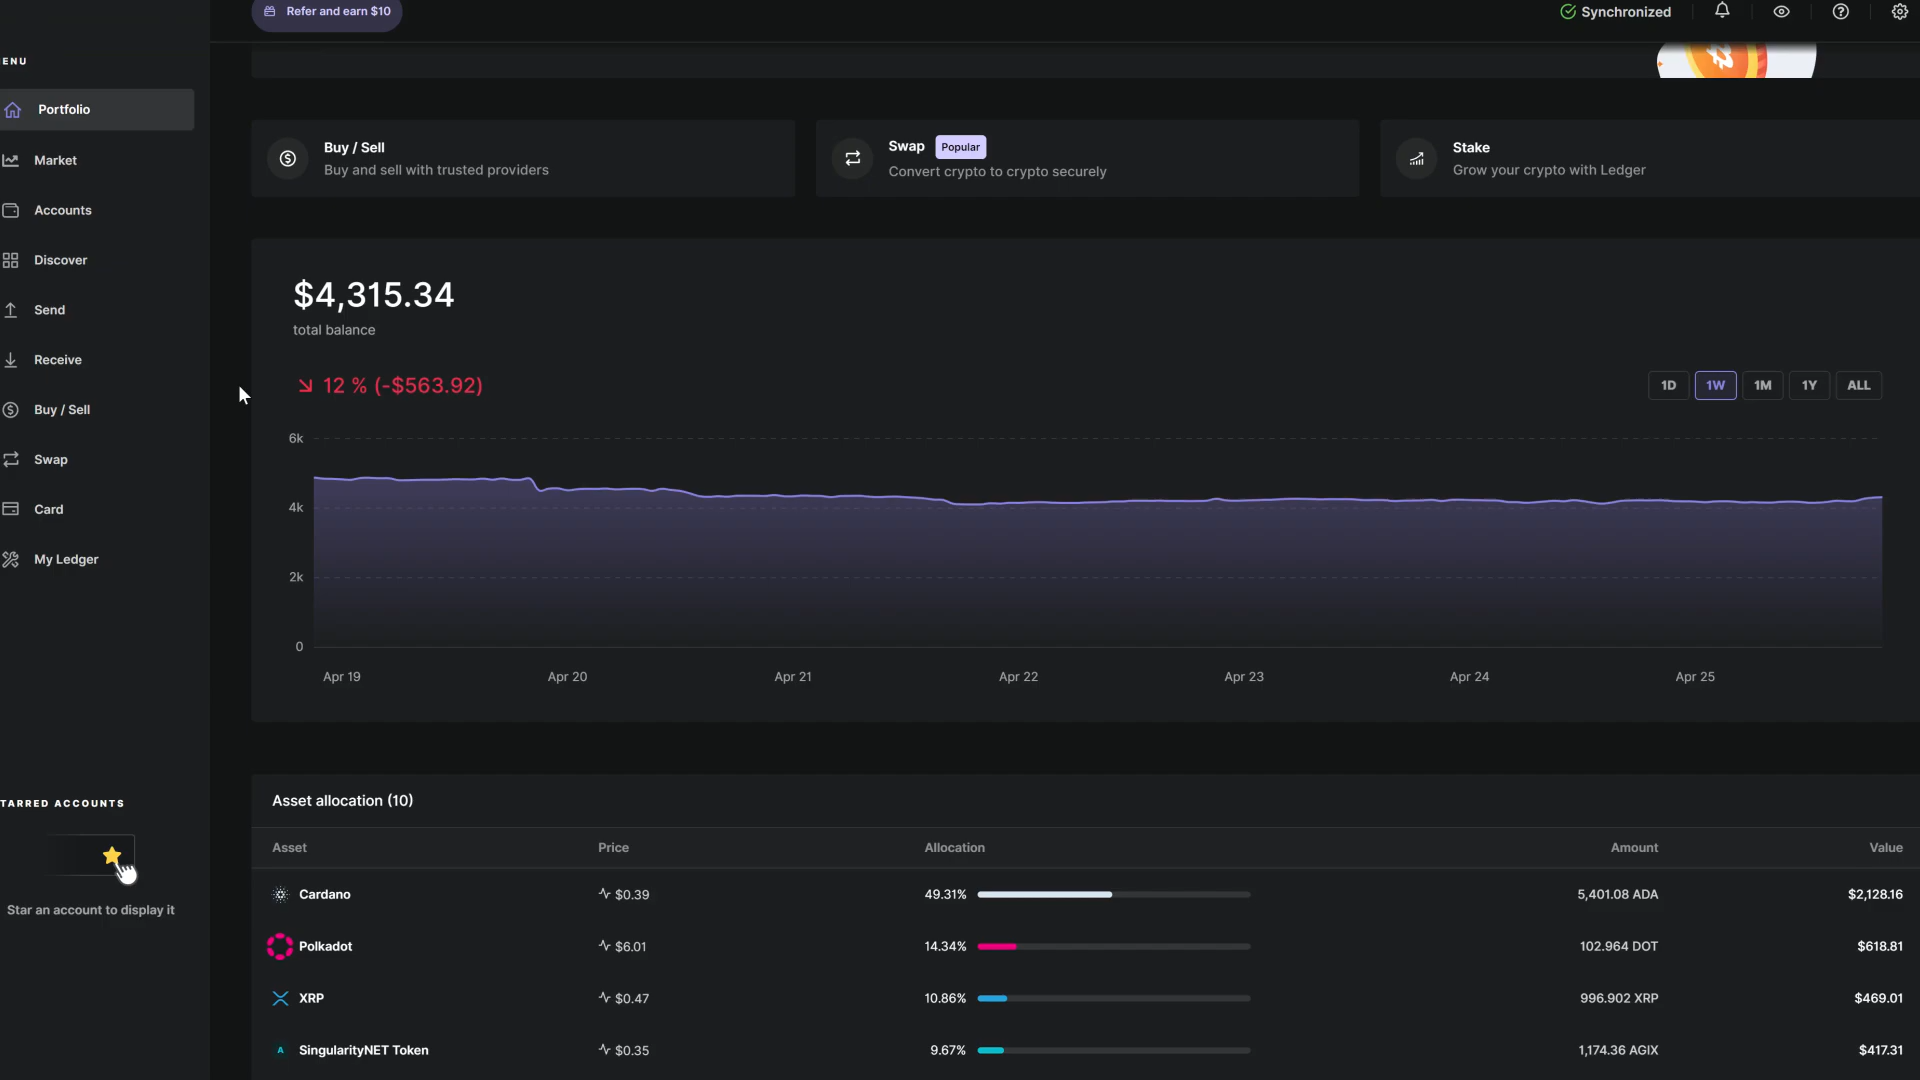 Refer and earn $10
Synchronized
ENU
Portfolio
Market
Accounts
Discover
Send
Receive
Buy / Sell
Swap
Card
My Ledger
TARRED ACCOUNTS
Star an account to display it
Buy / Sell
Buy and sell with trusted providers
Swap Popular
Convert crypto to crypto securely
Stake
Grow your crypto with Ledger
$4,315.34
total balance
12 % (-$563.92)
1D 1W 1M 1Y ALL
6k
4k
2k
0
Apr 19 Apr 20 Apr 21 Apr 22 Apr 23 Apr 24 Apr 25
Asset allocation (10)
Asset Price Allocation Amount Value
Cardano $0.39 49.31% 5,401.08 ADA $2,128.16
Polkadot $6.01 14.34% 102.964 DOT $618.81
XRP $0.47 10.86% 996.902 XRP $469.01
SingularityNET Token $0.35 9.67% 1,174.36 AGIX $417.31